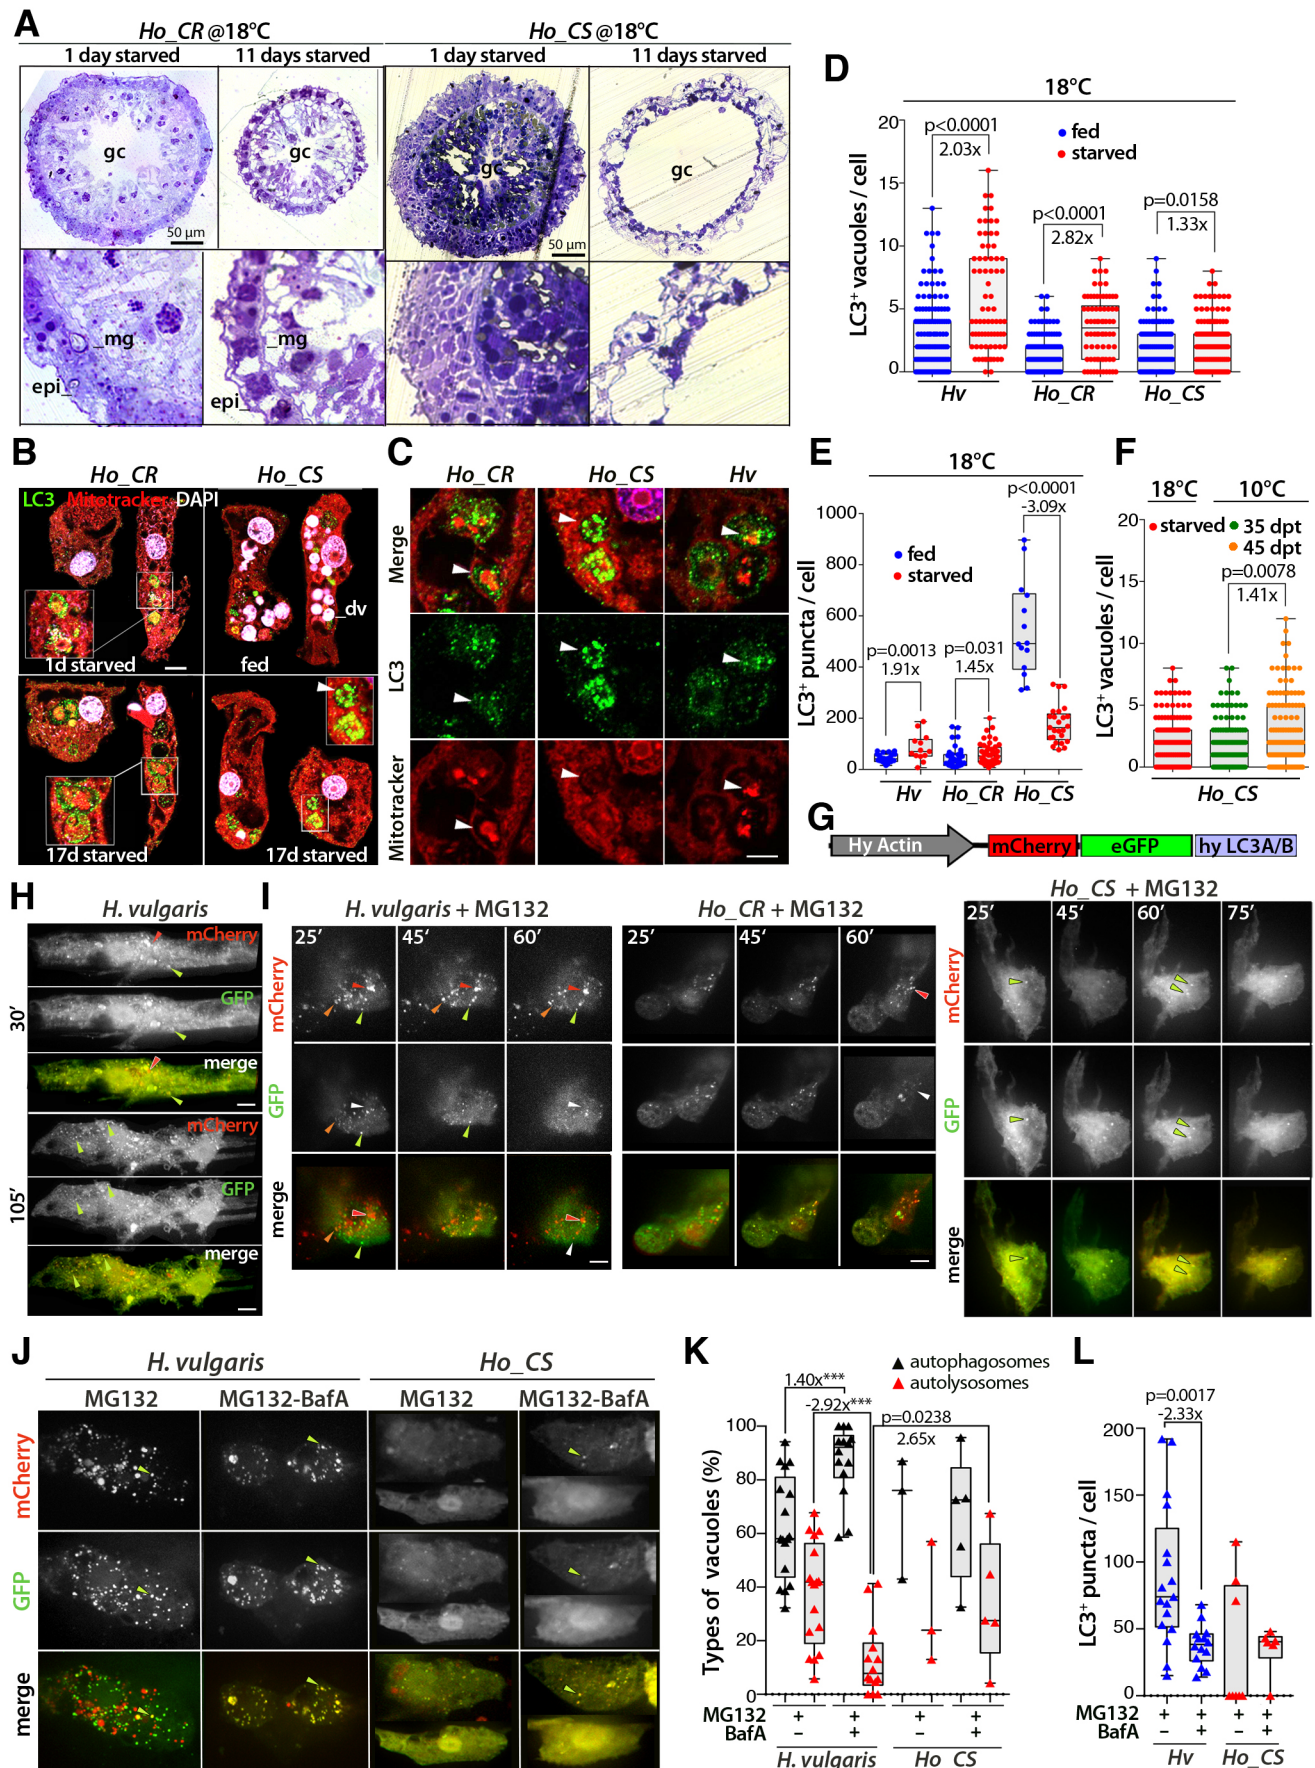 A
Ho_CR @18°C
Ho_CS @18°C
1 day starved
11 days starved
1 day starved
11 days starved
gc
gc
gc
gc
50 µm
50 µm
_mg
_mg
epi_
epi_
B
Ho_CR
Ho_CS
LC3 Mitotracker DAPI
_dv
1d starved
fed
17d starved
17d starved
C
Ho_CR
Ho_CS
Hv
Merge
LC3
Mitotracker
D
18°C
LC3+ vacuoles / cell
20
15
10
5
0
p<0.0001
2.03x
fed
starved
p<0.0001
2.82x
p=0.0158
1.33x
Hv
Ho_CR
Ho_CS
E
18°C
LC3+ puncta / cell
1000
800
600
400
200
0
fed
starved
p=0.0013
1.91x
p=0.031
1.45x
p<0.0001
-3.09x
Hv
Ho_CR
Ho_CS
F
18°C
10°C
LC3+ vacuoles / cell
20
15
10
5
0
starved
35 dpt
45 dpt
p=0.0078
1.41x
Ho_CS
G
Hy Actin
mCherry
eGFP
hy LC3A/B
H
H. vulgaris
30’
mCherry
GFP
merge
105’
mCherry
GFP
merge
I
H. vulgaris + MG132
25’
45‘
60’
mCherry
GFP
merge
Ho_CR + MG132
25’
45‘
60’
Ho_CS + MG132
25‘
45‘
60‘
75‘
mCherry
GFP
merge
J
H. vulgaris
Ho_CS
MG132
MG132-BafA
MG132
MG132-BafA
mCherry
GFP
merge
K
autophagosomes
autolysosomes
Types of vacuoles (%)
100
80
60
40
20
0
1.40x***
-2.92x***
p=0.0238
2.65x
MG132 + + + +
BafA – + – +
H. vulgaris
Ho CS
L
p=0.0017
-2.33x
LC3+ puncta / cell
200
150
100
50
0
MG132 + + + +
BafA – + – +
Hv
Ho_CS